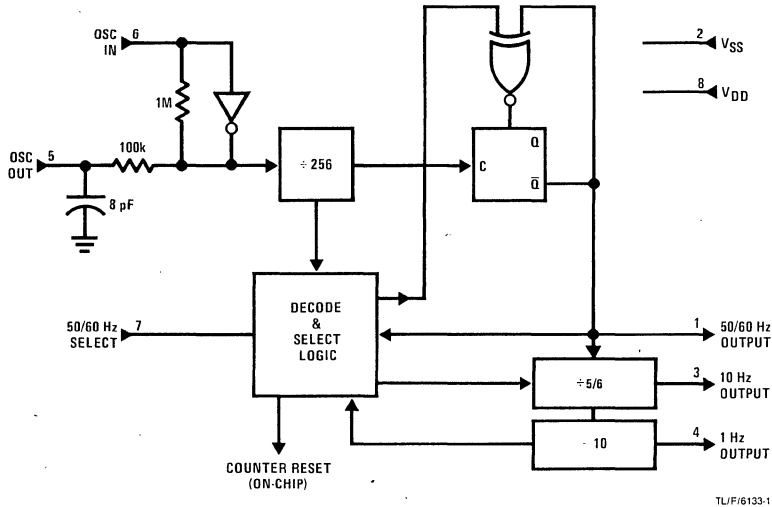 OSC IN 6
1M
100k
OSC OUT 5
8 pF
÷ 256
C
Q
Q̅
2 VSS
8 VDD
50/60 Hz SELECT 7
DECODE
&
SELECT
LOGIC
COUNTER RESET
(ON-CHIP)
1 50/60 Hz
OUTPUT
÷5/6
3 10 Hz
OUTPUT
- 10
4 1 Hz
OUTPUT
TL/F/6133-1